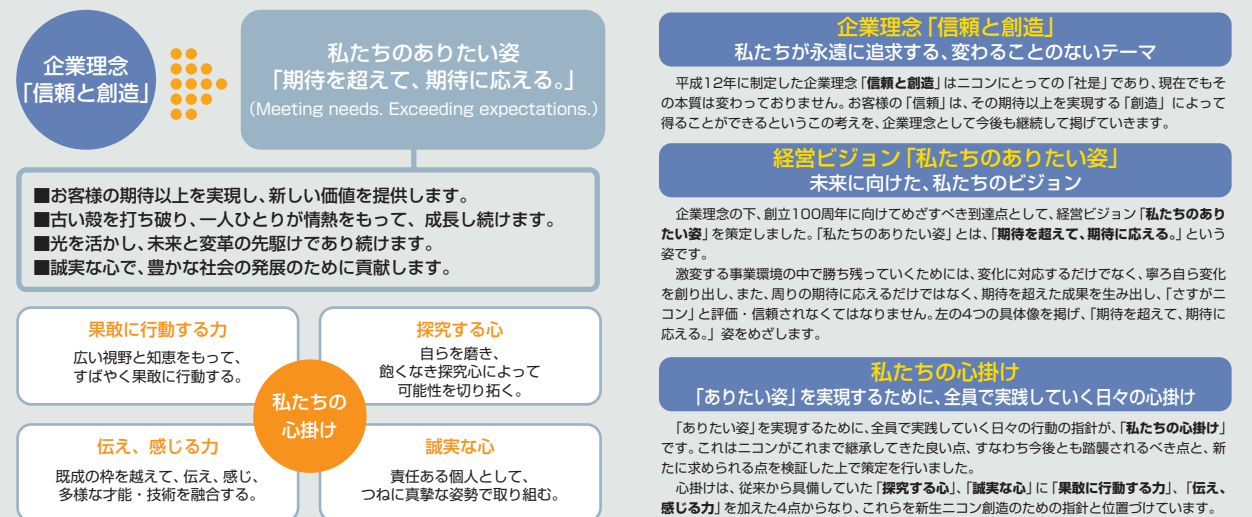 企業理念
「信頼と創造」
私たちのありたい姿
「期待を超えて、期待に応える。」
(Meeting needs. Exceeding expectations.)
■お客様の期待以上を実現し、新しい価値を提供します。
■古い殻を打ち破り、一人ひとりが情熱をもって、成長し続けます。
■光を活かし、未来と変革の先駆けであり続けます。
■誠実な心で、豊かな社会の発展のために貢献します。
果敢に行動する力
広い視野と知恵をもって、
すばやく果敢に行動する。
探究する心
自らを磨き、
飽くなき探究心によって
可能性を切り拓く。
私たちの
心掛け
伝え、感じる力
既成の枠を越えて、伝え、感じ、
多様な才能・技術を融合する。
誠実な心
責任ある個人として、
つねに真摯な姿勢で取り組む。
企業理念「信頼と創造」
私たちが永遠に追求する、変わることのないテーマ
平成12年に制定した企業理念「信頼と創造」はニコンにとっての「社是」であり、現在でもそ
の本質は変わっておりません。お客様の「信頼」は、その期待以上を実現する「創造」によって
得ることができるというこの考えを、企業理念として今後も継続して掲げていきます。
経営ビジョン「私たちのありたい姿」
未来に向けた、私たちのビジョン
企業理念の下、創立100周年に向けてめざすべき到達点として、経営ビジョン「私たちのあり
たい姿」を策定しました。「私たちのありたい姿」とは、「期待を超えて、期待に応える。」という
姿です。
激変する事業環境の中で勝ち残っていくためには、変化に対応するだけでなく、寧ろ自ら変化
を創り出し、また、周りの期待に応えるだけではなく、期待を超えた成果を生み出し、「さすがニ
コン」と評価・信頼されなくてはなりません。左の4つの具体像を掲げ、「期待を超えて、期待に
応える。」姿をめざします。
私たちの心掛け
「ありたい姿」を実現するために、全員で実践していく日々の心掛け
「ありたい姿」を実現するために、全員で実践していく日々の行動の指針が、「私たちの心掛け」
です。これはニコンがこれまで継承してきた良い点、すなわち今後とも踏襲されるべき点と、新
たに求められる点を検証した上で策定を行いました。
心掛けは、従来から具備していた「探究する心」、「誠実な心」に「果敢に行動する力」、「伝え、
感じる力」を加えた4点からなり、これらを新生ニコン創造のための指針と位置づけています。